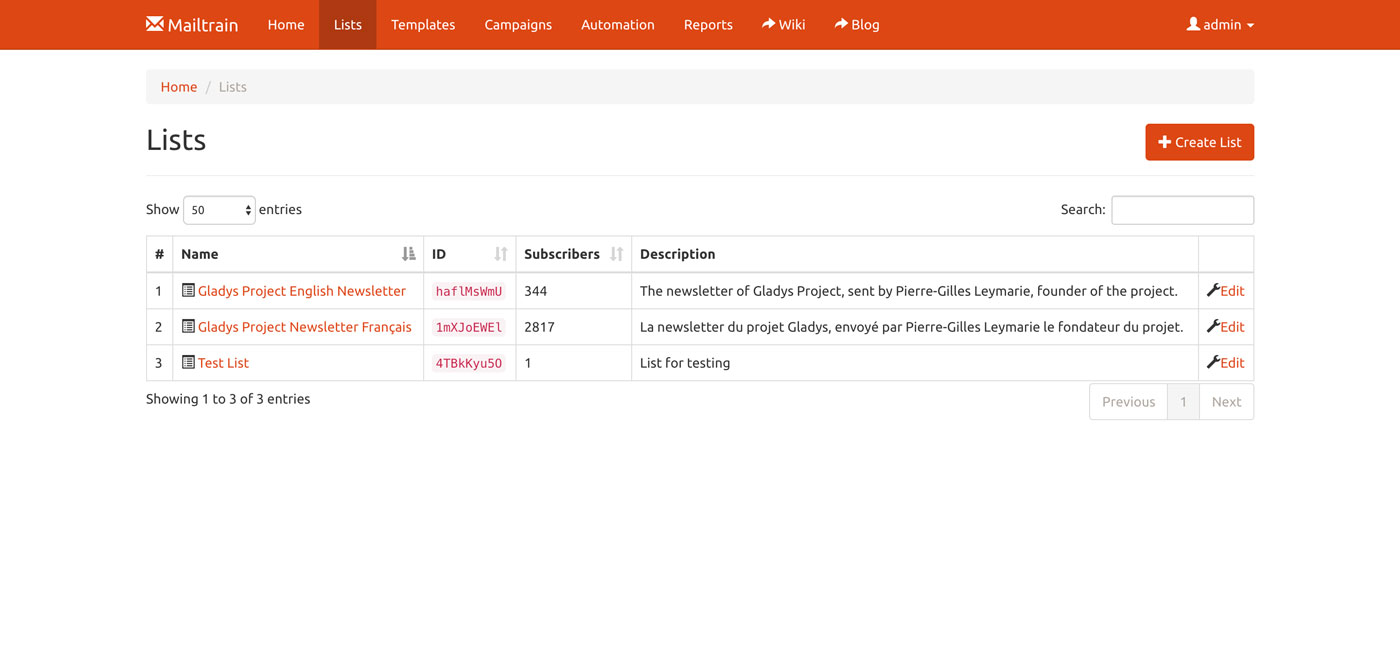 Mailtrain Home Lists Templates Campaigns Automation Reports Wiki Blog admin
Home / Lists
Lists
Create List
Show 50 entries Search:
# Name ID Subscribers Description
1 Gladys Project English Newsletter haflMsWmU 344 The newsletter of Gladys Project, sent by Pierre-Gilles Leymarie, founder of the project. Edit
2 Gladys Project Newsletter Français 1mXJoEWEl 2817 La newsletter du projet Gladys, envoyé par Pierre-Gilles Leymarie le fondateur du projet. Edit
3 Test List 4TBkKyu5O 1 List for testing Edit
Showing 1 to 3 of 3 entries
Previous 1 Next